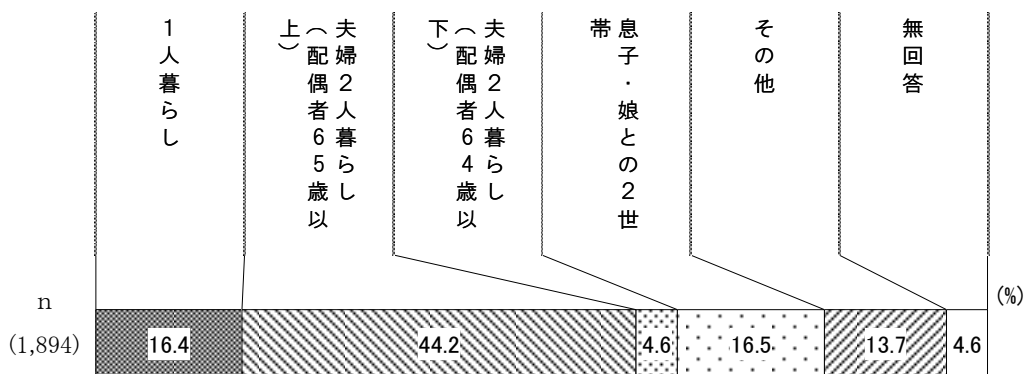 1人暮らし
夫婦2人暮らし
(配偶者65歳以
上)
夫婦2人暮らし
(配偶者64歳以
下)
息子・娘との2世
帯
その他
無回答
(%)
n
(1,894)
16.4
44.2
4.6
16.5
13.7
4.6